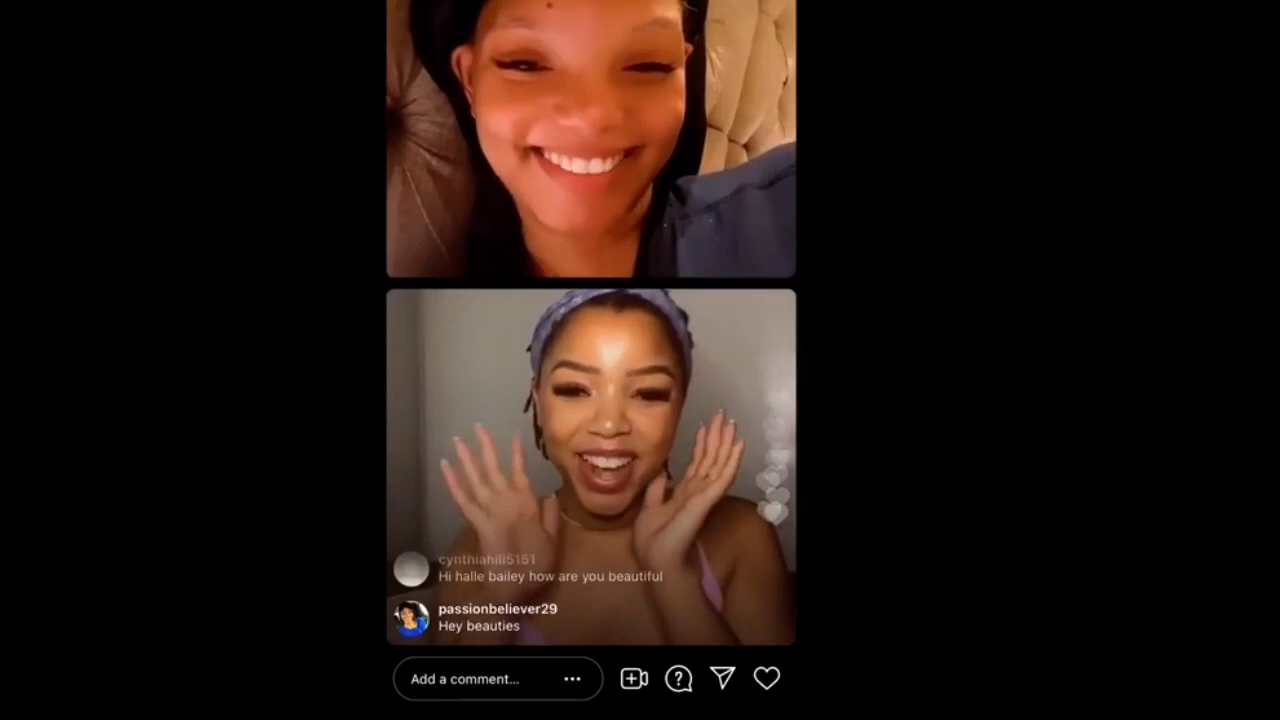 cynthiahill5151
Hi halle bailey how are you beautiful
passionbeliever29
Hey beauties
Add a comment...